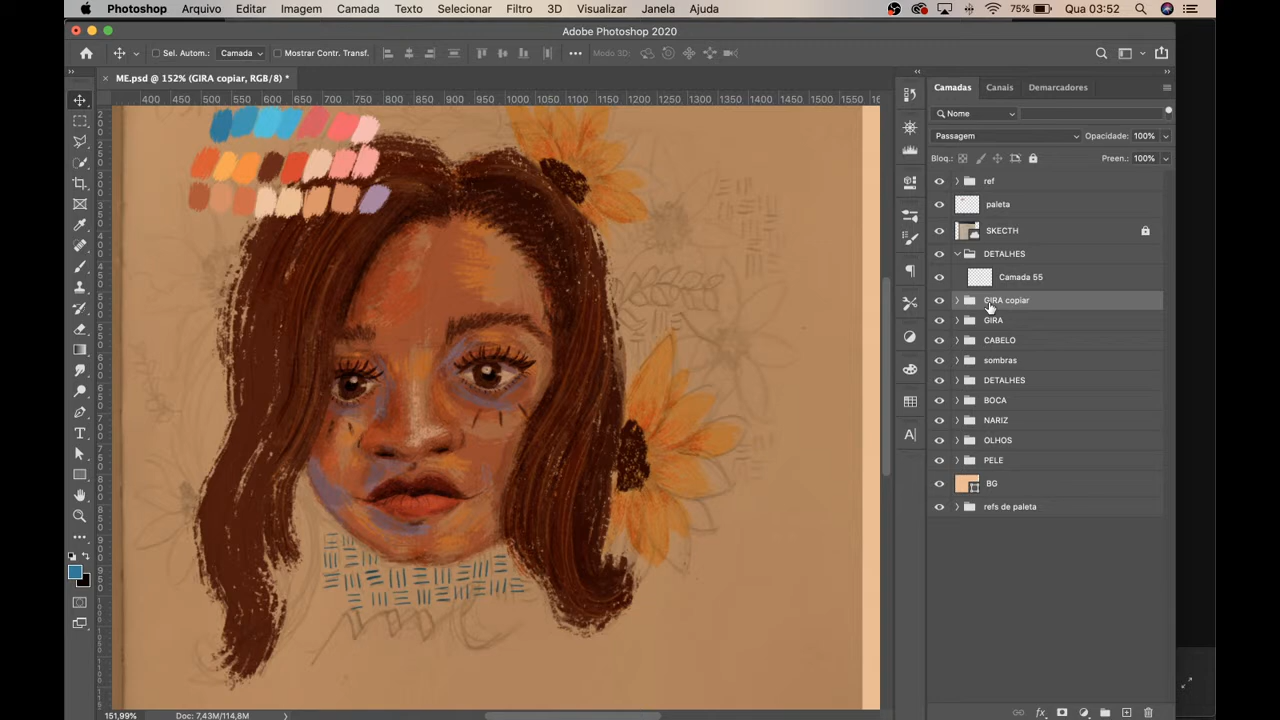 Photoshop Arquivo Editar Imagem Camada Texto Selecionar Filtro 3D Visualizar Janela Ajuda 75% Qua 03:52
Adobe Photoshop 2020
Sel. Autom.: Camada Mostrar Contr. Transf. Modo 3D:
ME.psd @ 152% (GIRA copiar, RGB/8) *
400 450 500 550 600 650 700 750 800 850 900 950 1000 1050 1100 1150 1200 1250 1300 1350 1400 1450 1500 1550
Camadas Canais Demarcadores
Nome
Passagem Opacidade: 100%
Bloq.: Preen.: 100%
ref
paleta
SKECTH
DETALHES
Camada 55
GIRA copiar
GIRA
CABELO
sombras
DETALHES
BOCA
NARIZ
OLHOS
PELE
BG
refs de paleta
151,99% Doc: 7,43M/114,8M